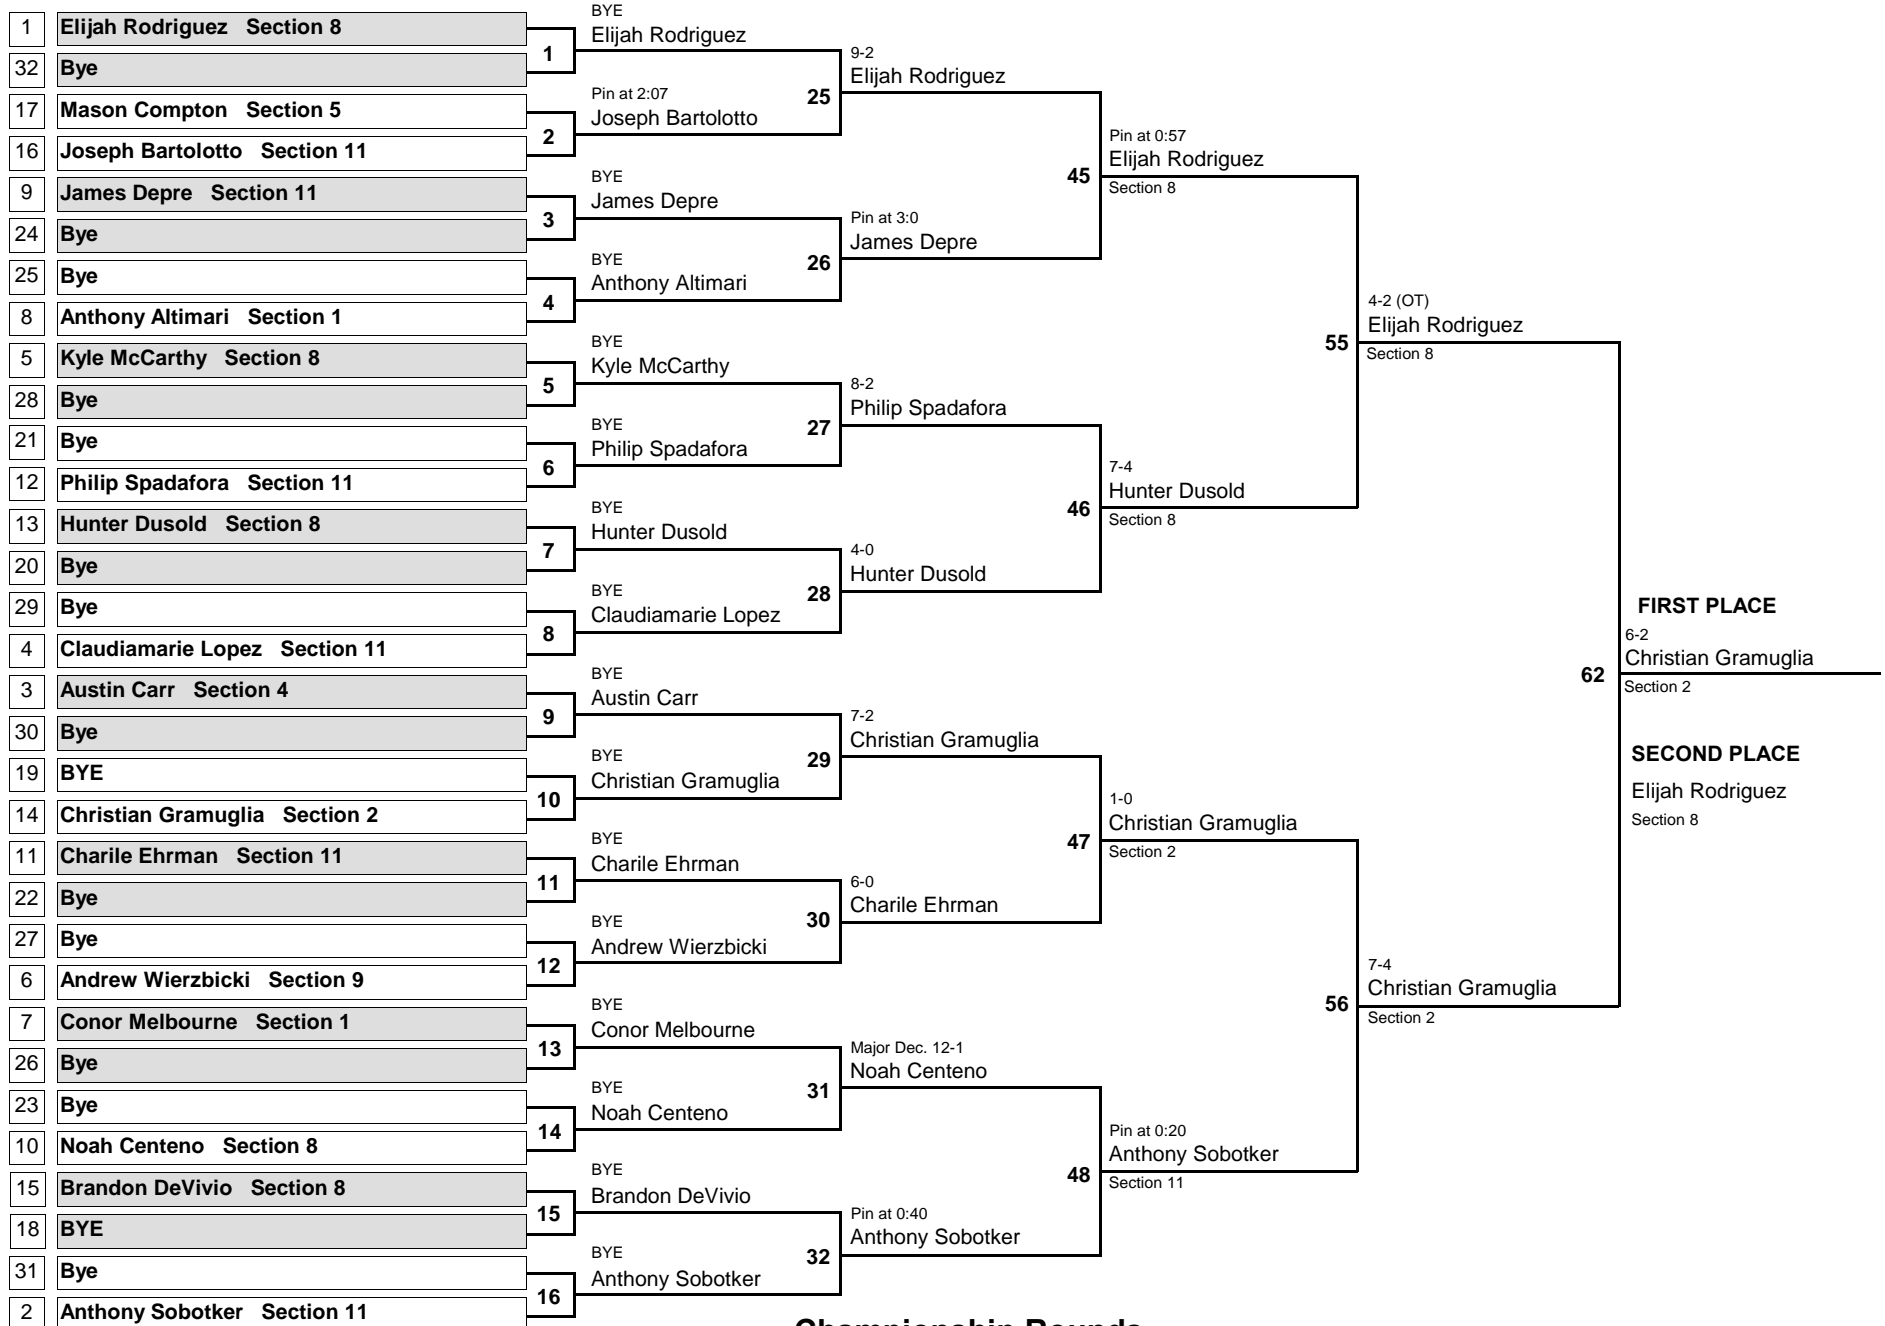 1 Elijah Rodriguez Section 8
32 Bye
17 Mason Compton Section 5
16 Joseph Bartolotto Section 11
9 James Depre Section 11
24 Bye
25 Bye
8 Anthony Altimari Section 1
5 Kyle McCarthy Section 8
28 Bye
21 Bye
12 Philip Spadafora Section 11
13 Hunter Dusold Section 8
20 Bye
29 Bye
4 Claudiamarie Lopez Section 11
3 Austin Carr Section 4
30 Bye
19 BYE
14 Christian Gramuglia Section 2
11 Charile Ehrman Section 11
22 Bye
27 Bye
6 Andrew Wierzbicki Section 9
7 Conor Melbourne Section 1
26 Bye
23 Bye
10 Noah Centeno Section 8
15 Brandon DeVivio Section 8
18 BYE
31 Bye
2 Anthony Sobotker Section 11
1
2
3
4
5
6
7
8
9
10
11
12
13
14
15
16
BYE
Elijah Rodriguez
Pin at 2:07
Joseph Bartolotto
BYE
James Depre
BYE
Anthony Altimari
BYE
Kyle McCarthy
BYE
Philip Spadafora
BYE
Hunter Dusold
BYE
Claudiamarie Lopez
BYE
Austin Carr
BYE
Christian Gramuglia
BYE
Charile Ehrman
BYE
Andrew Wierzbicki
BYE
Conor Melbourne
BYE
Noah Centeno
BYE
Brandon DeVivio
BYE
Anthony Sobotker
25
26
27
28
29
30
31
32
9-2
Elijah Rodriguez
Pin at 3:0
James Depre
8-2
Philip Spadafora
4-0
Hunter Dusold
7-2
Christian Gramuglia
6-0
Charile Ehrman
Major Dec. 12-1
Noah Centeno
Pin at 0:40
Anthony Sobotker
45
46
47
48
Pin at 0:57
Elijah Rodriguez
Section 8
7-4
Hunter Dusold
Section 8
1-0
Christian Gramuglia
Section 2
Pin at 0:20
Anthony Sobotker
Section 11
55
56
4-2 (OT)
Elijah Rodriguez
Section 8
7-4
Christian Gramuglia
Section 2
62
FIRST PLACE
6-2
Christian Gramuglia
Section 2
SECOND PLACE
Elijah Rodriguez
Section 8
Championship Rounds